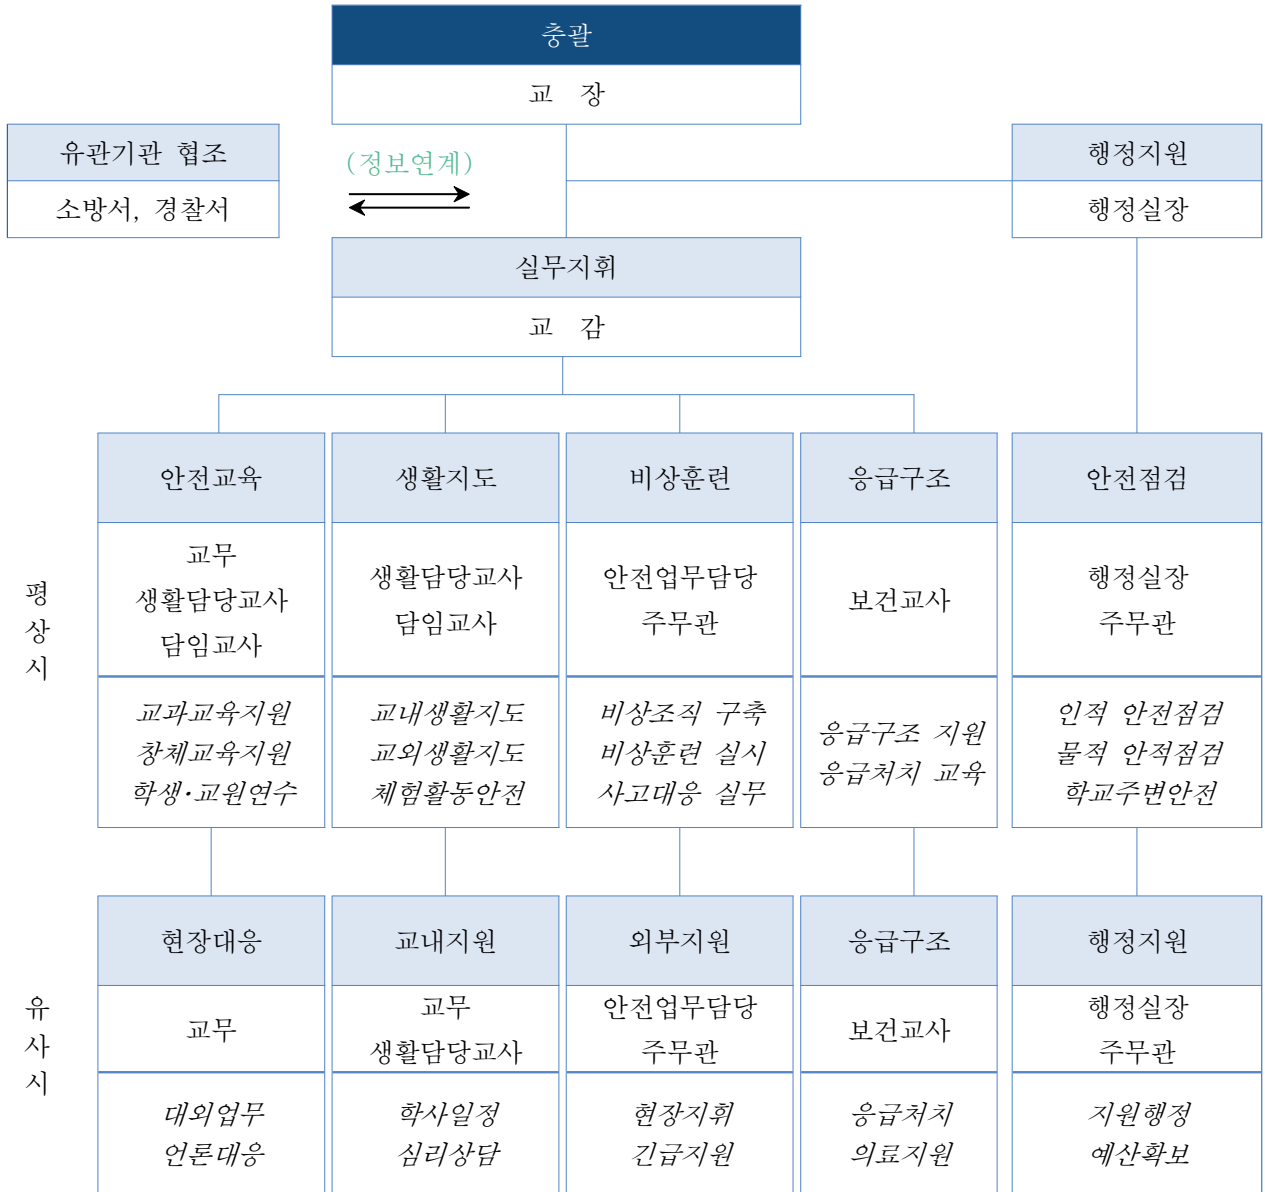 충괄
교 장
유관기관 협조
소방서, 경찰서
(정보연계)
행정지원
행정실장
실무지휘
교 감
평상시
안전교육
교무
생활담당교사
담임교사
교과교육지원
창체교육지원
학생·교원연수
생활지도
생활담당교사
담임교사
교내생활지도
교외생활지도
체험활동안전
비상훈련
안전업무담당
주무관
비상조직 구축
비상훈련 실시
사고대응 실무
응급구조
보건교사
응급구조 지원
응급처치 교육
안전점검
행정실장
주무관
인적 안전점검
물적 안적점검
학교주변안전
유사시
현장대응
교무
대외업무
언론대응
교내지원
교무
생활담당교사
학사일정
심리상담
외부지원
안전업무담당
주무관
현장지휘
긴급지원
응급구조
보건교사
응급처치
의료지원
행정지원
행정실장
주무관
지원행정
예산확보